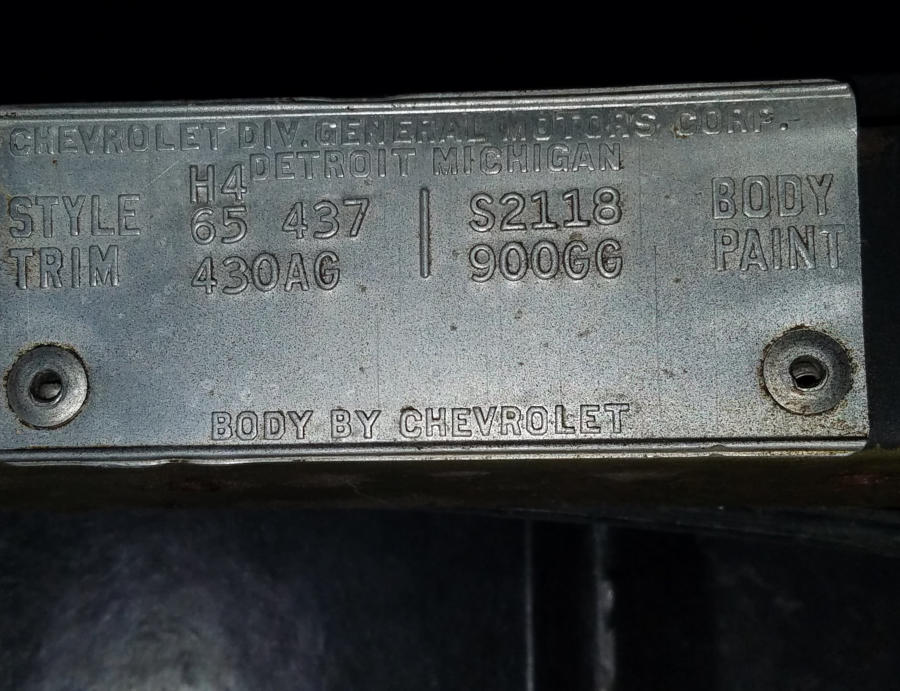 CHEVROLET DIV. GENERAL MOTORS CORP.
DETROIT MICHIGAN
H4
STYLE 65 437 | S2118 BODY
TRIM 430AG 900GG PAINT
BODY BY CHEVROLET